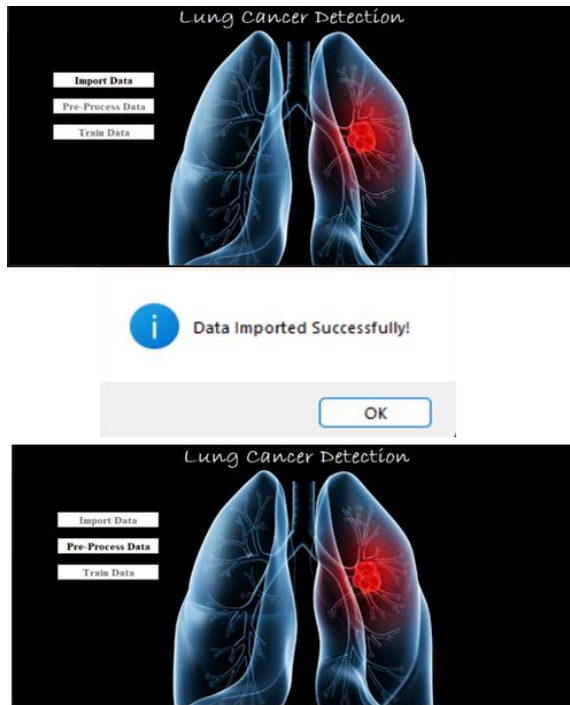 Lung Cancer Detection
Import Data
Pre-Process Data
Train Data
i
Data Imported Successfully!
OK
Lung Cancer Detection
Import Data
Pre-Process Data
Train Data